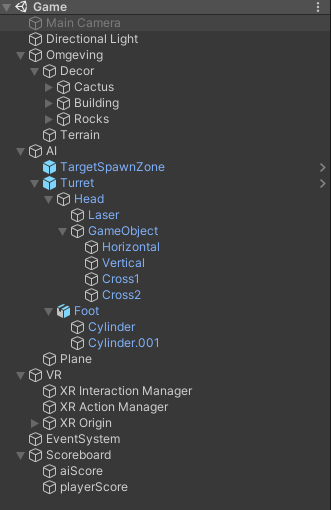 Game
Main Camera
Directional Light
Omgeving
Decor
Cactus
Building
Rocks
Terrain
AI
TargetSpawnZone
Turret
Head
Laser
GameObject
Horizontal
Vertical
Cross1
Cross2
Foot
Cylinder
Cylinder.001
Plane
VR
XR Interaction Manager
XR Action Manager
XR Origin
EventSystem
Scoreboard
aiScore
playerScore